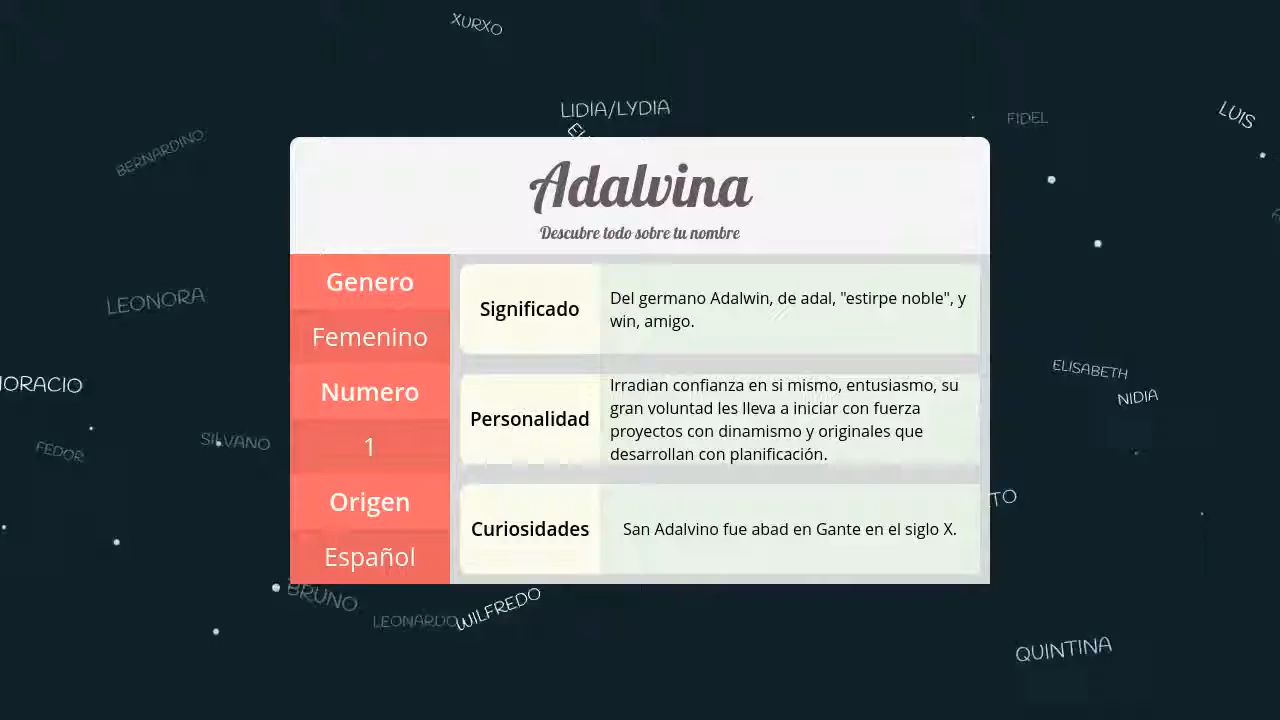 XURXO
LIDIA/LYDIA
FIDEL
LUIS
BERNARDINO
Adalvina
Descubre todo sobre tu nombre
Genero
Femenino
Numero
1
Origen
Español
Significado
Del germano Adalwin, de adal, "estirpe noble", y
win, amigo.
Personalidad
Irradian confianza en si mismo, entusiasmo, su
gran voluntad les lleva a iniciar con fuerza
proyectos con dinamismo y originales que
desarrollan con planificación.
Curiosidades
San Adalvino fue abad en Gante en el siglo X.
LEONORA
ELISABETH
NIDIA
SILVANO
FEDOR
BRUNO
LEONARDO
WILFREDO
QUINTINA